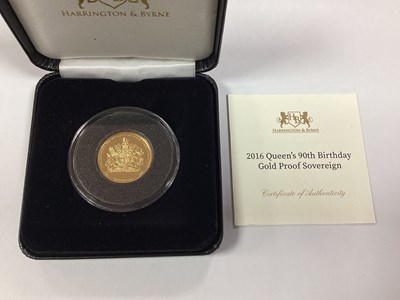 HARRINGTON & BYRNE
HARRINGTON & BYRNE
2016 Queen's 90th Birthday
Gold Proof Sovereign
Certificate of Authenticity